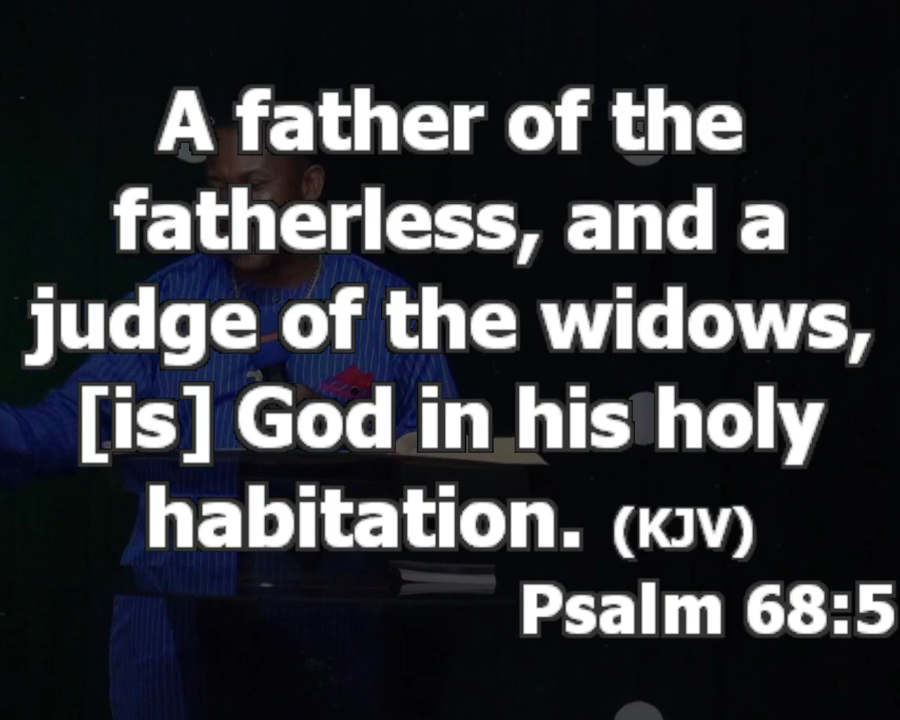 A father of the
fatherless, and a
judge of the widows,
[is] God in his holy
habitation. (KJV)
Psalm 68:5